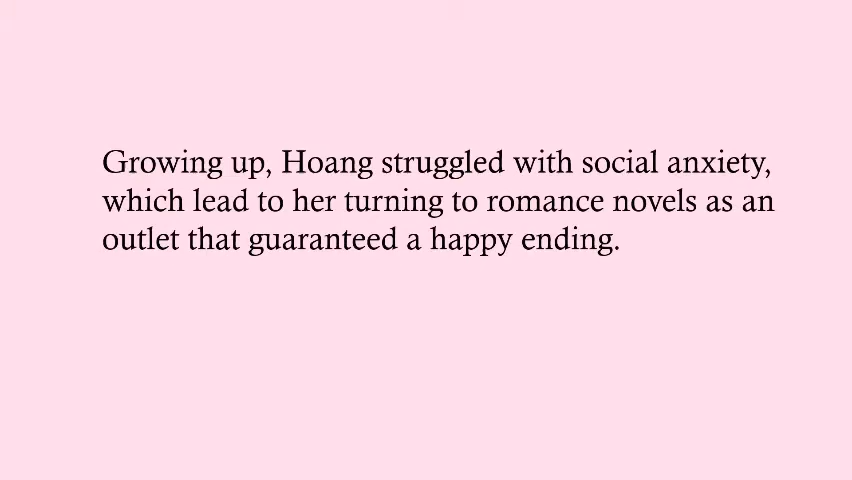 Growing up, Hoang struggled with social anxiety,
which lead to her turning to romance novels as an
outlet that guaranteed a happy ending.